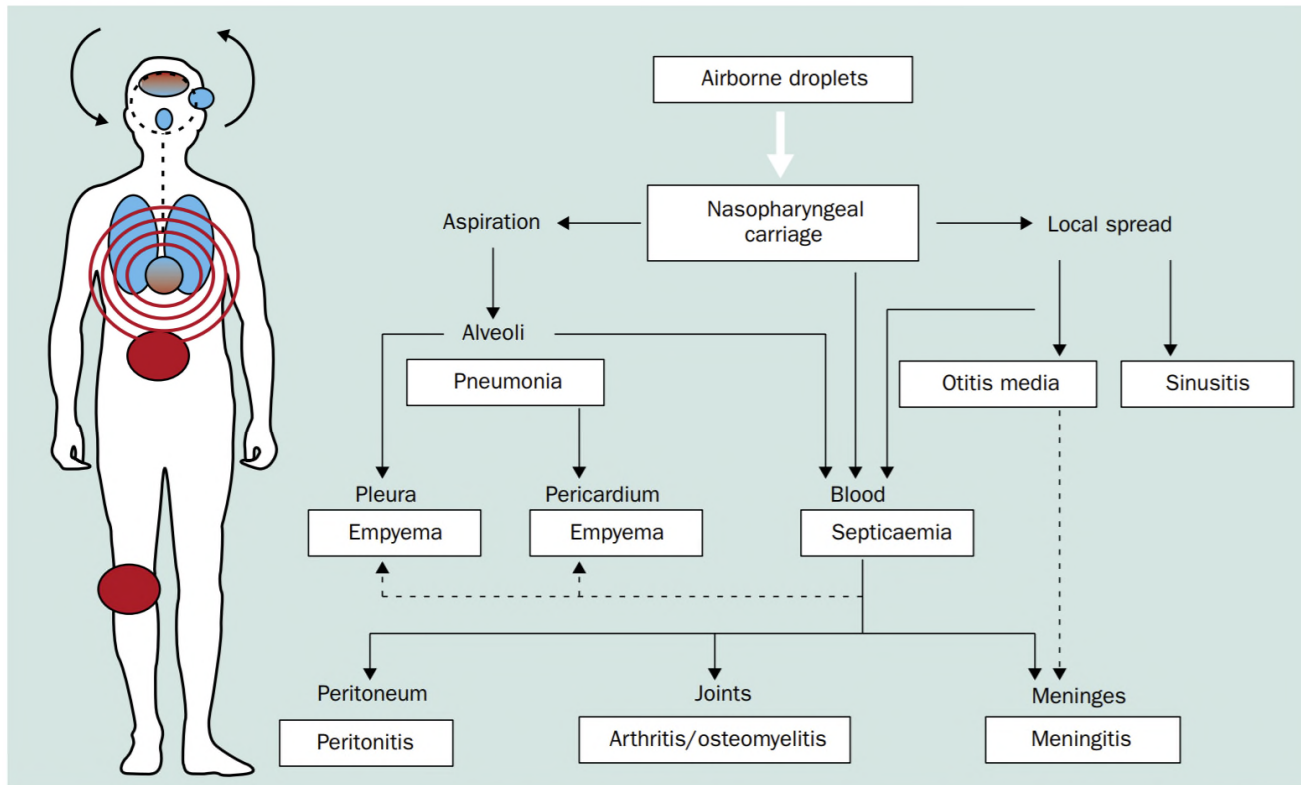 Airborne droplets
Nasopharyngeal
carriage
Aspiration
Local spread
Alveoli
Pneumonia
Otitis media
Sinusitis
Pleura
Pericardium
Blood
Empyema
Empyema
Septicaemia
Peritoneum
Joints
Meninges
Peritonitis
Arthritis/osteomyelitis
Meningitis